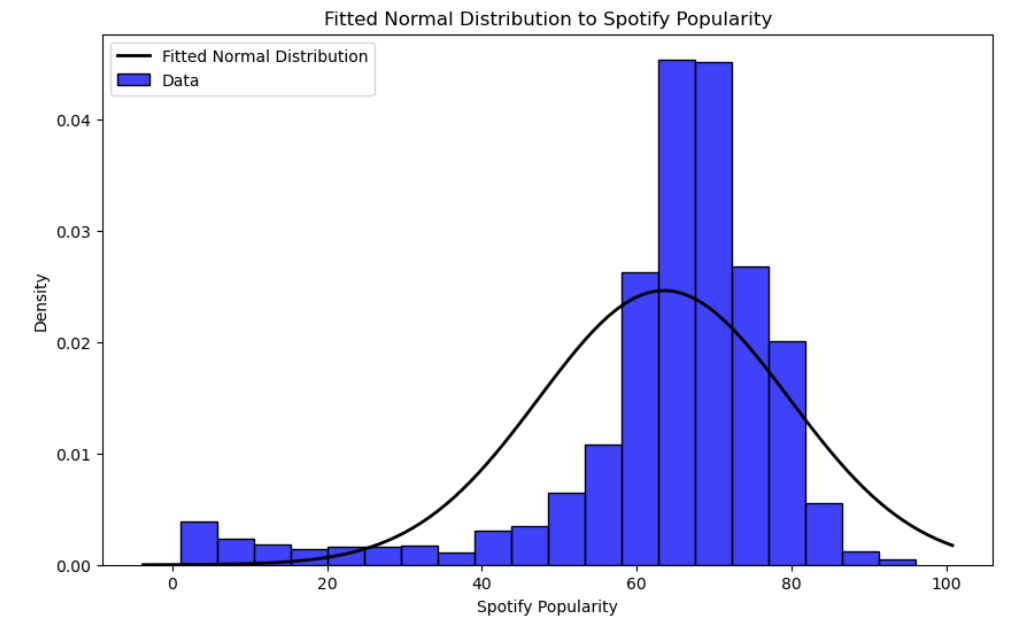 Fitted Normal Distribution to Spotify Popularity
Fitted Normal Distribution
Data
Density
0.04
0.03
0.02
0.01
0.00
0 20 40 60 80 100
Spotify Popularity